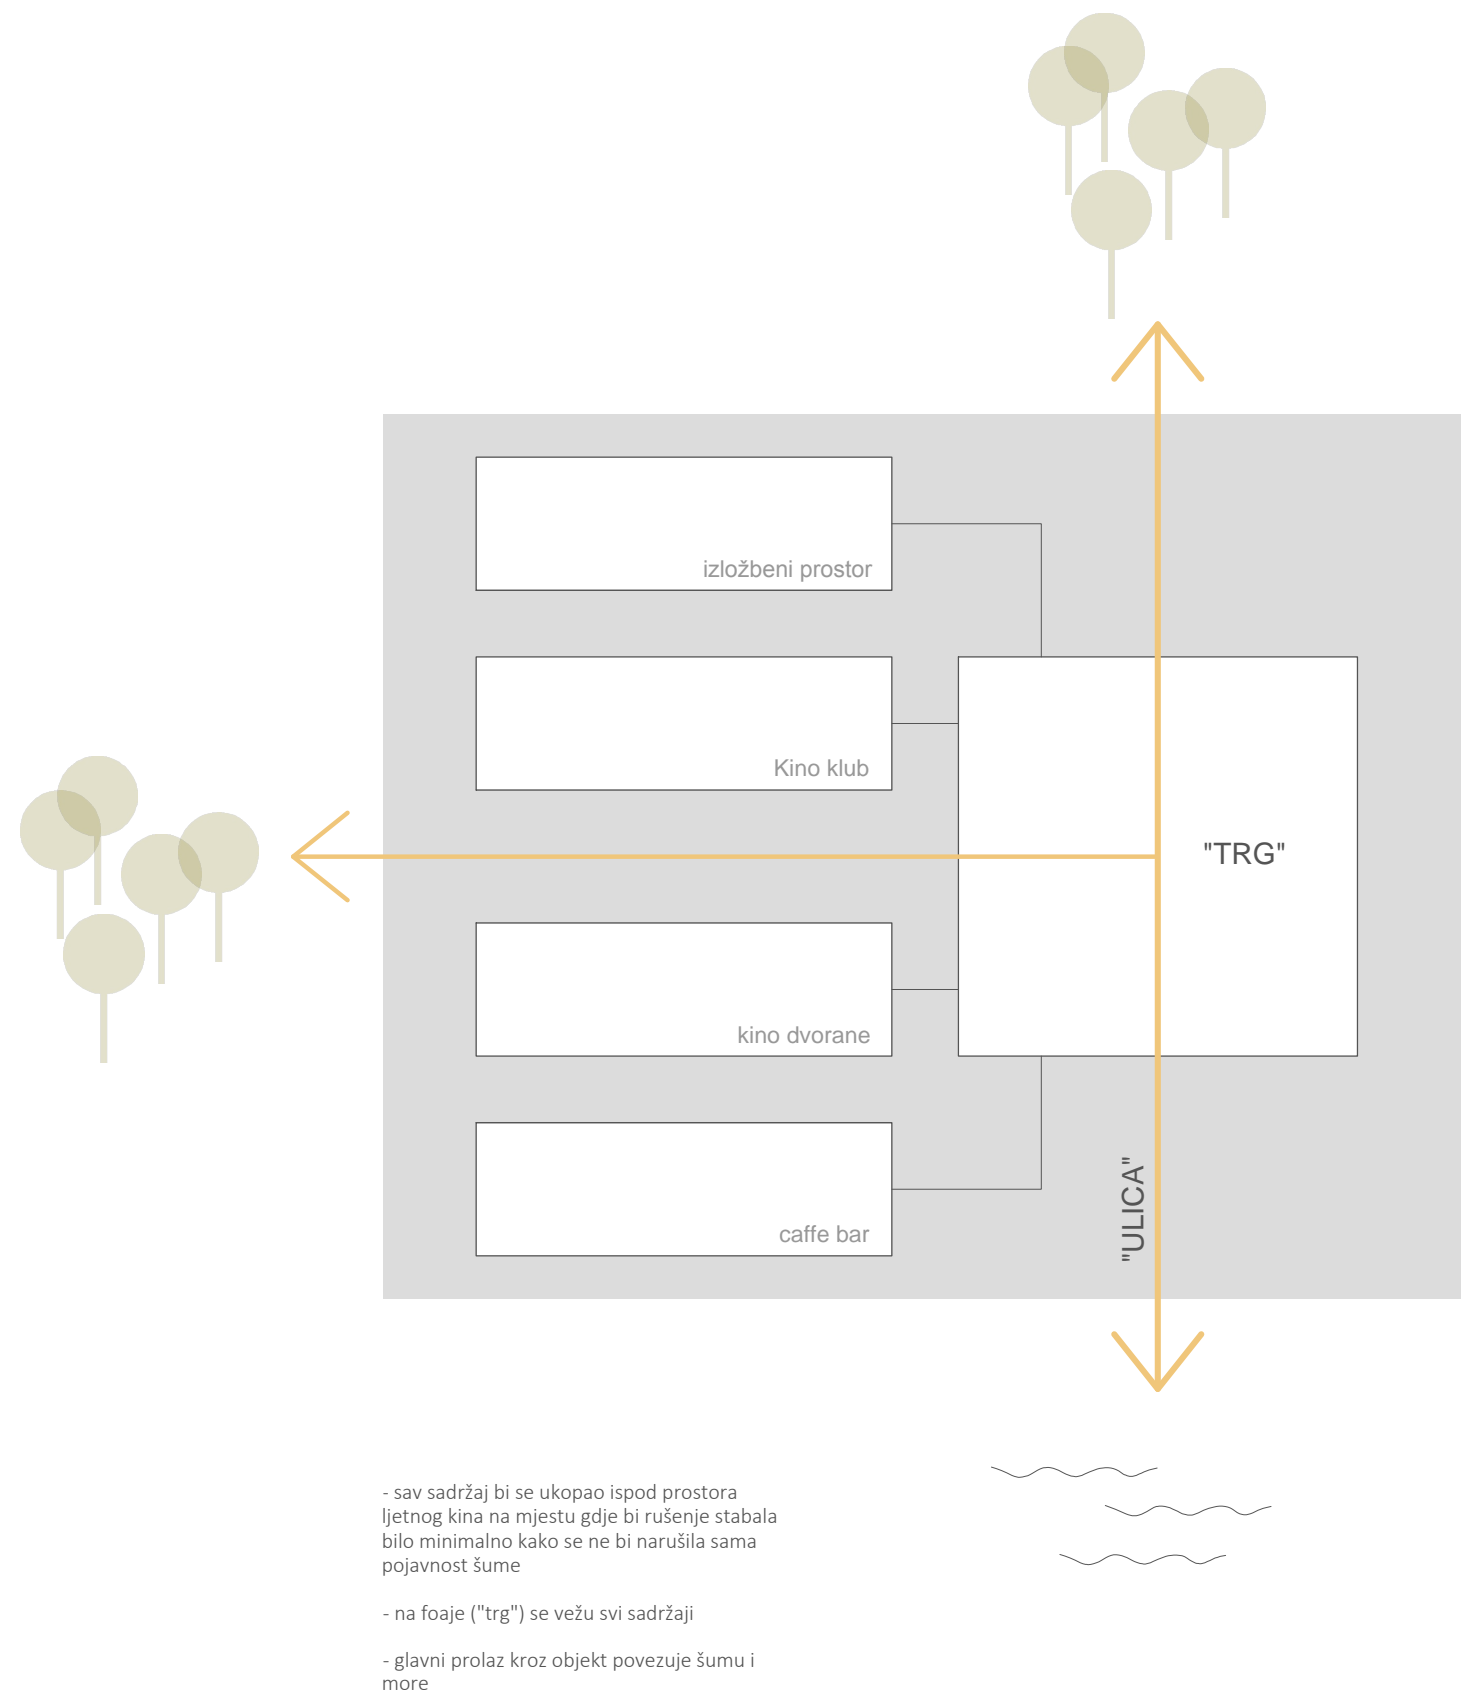 izložbeni prostor
Kino klub
"TRG"
kino dvorane
"ULICA"
caffe bar
- sav sadržaj bi se ukopao ispod prostora
ljetnog kina na mjestu gdje bi rušenje stabala
bilo minimalno kako se ne bi narušila sama
pojavnost šume
- na foaje ("trg") se vežu svi sadržaji
- glavni prolaz kroz objekt povezuje šumu i
more